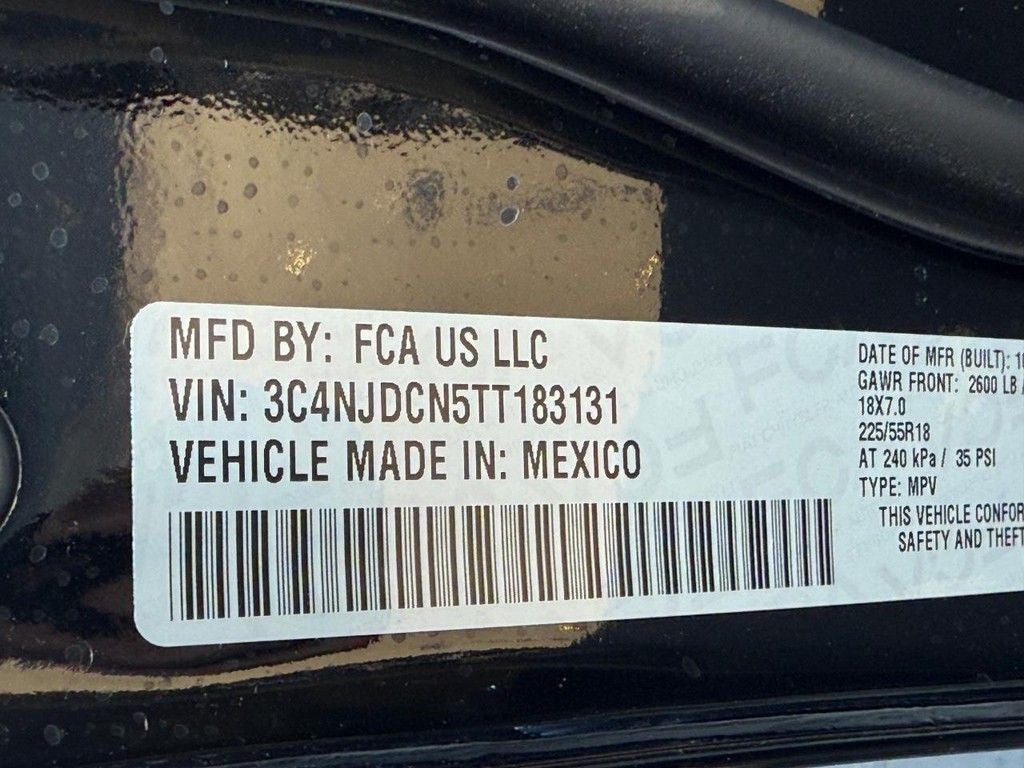 MFD BY: FCA US LLC
VIN: 3C4NJDCN5TT183131
VEHICLE MADE IN: MEXICO
DATE OF MFR (BUILT):
GAWR FRONT: 2600 LB
18X7.0
225/55R18
AT 240 kPa / 35 PSI
TYPE: MPV
THIS VEHICLE
SAFETY AND THEFT